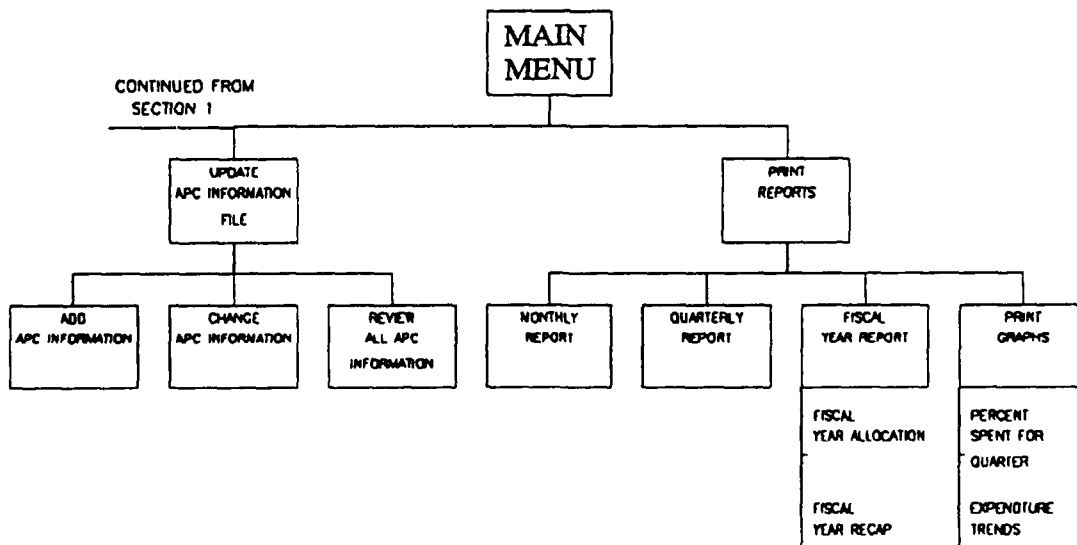 MAIN
MENU
CONTINUED FROM
SECTION 1
UPDATE
APC INFORMATION
FILE
PRINT
REPORTS
ADD
APC INFORMATION
CHANGE
APC INFORMATION
REVIEW
ALL APC
INFORMATION
MONTHLY
REPORT
QUARTERLY
REPORT
FISCAL
YEAR REPORT
PRINT
GRAPHS
FISCAL
YEAR ALLOCATION
PERCENT
SPENT FOR
QUARTER
FISCAL
YEAR RECAP
EXPENDITURE
TRENDS